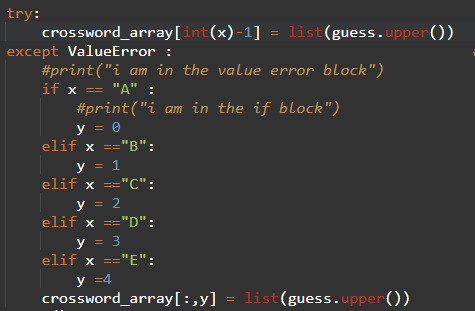 try:
    crossword_array[int(x)-1] = list(guess.upper())
except ValueError :
    #print("i am in the value error block")
    if x == "A" :
        #print("i am in the if block")
        y = 0
    elif x =="B":
        y = 1
    elif x =="C":
        y = 2
    elif x =="D":
        y = 3
    elif x =="E":
        y =4
    crossword_array[:,y] = list(guess.upper())